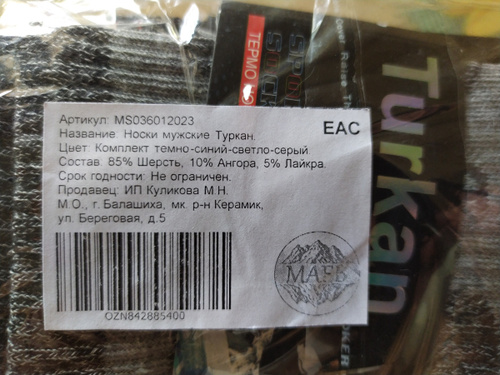 Артикул: MS036012023
Название: Носки мужские Туркан.
Цвет: Комплект темно-синий-светло-серый
Состав: 85% Шерсть, 10% Ангора, 5% Лайкра.
Срок годности: Не ограничен.
Продавец: ИП Куликова М.Н.
М.О., г. Балашиха, мк. р-н Керамик,
ул. Береговая, д.5
EAC
OZN842885400
Turkan
ТЕРМО